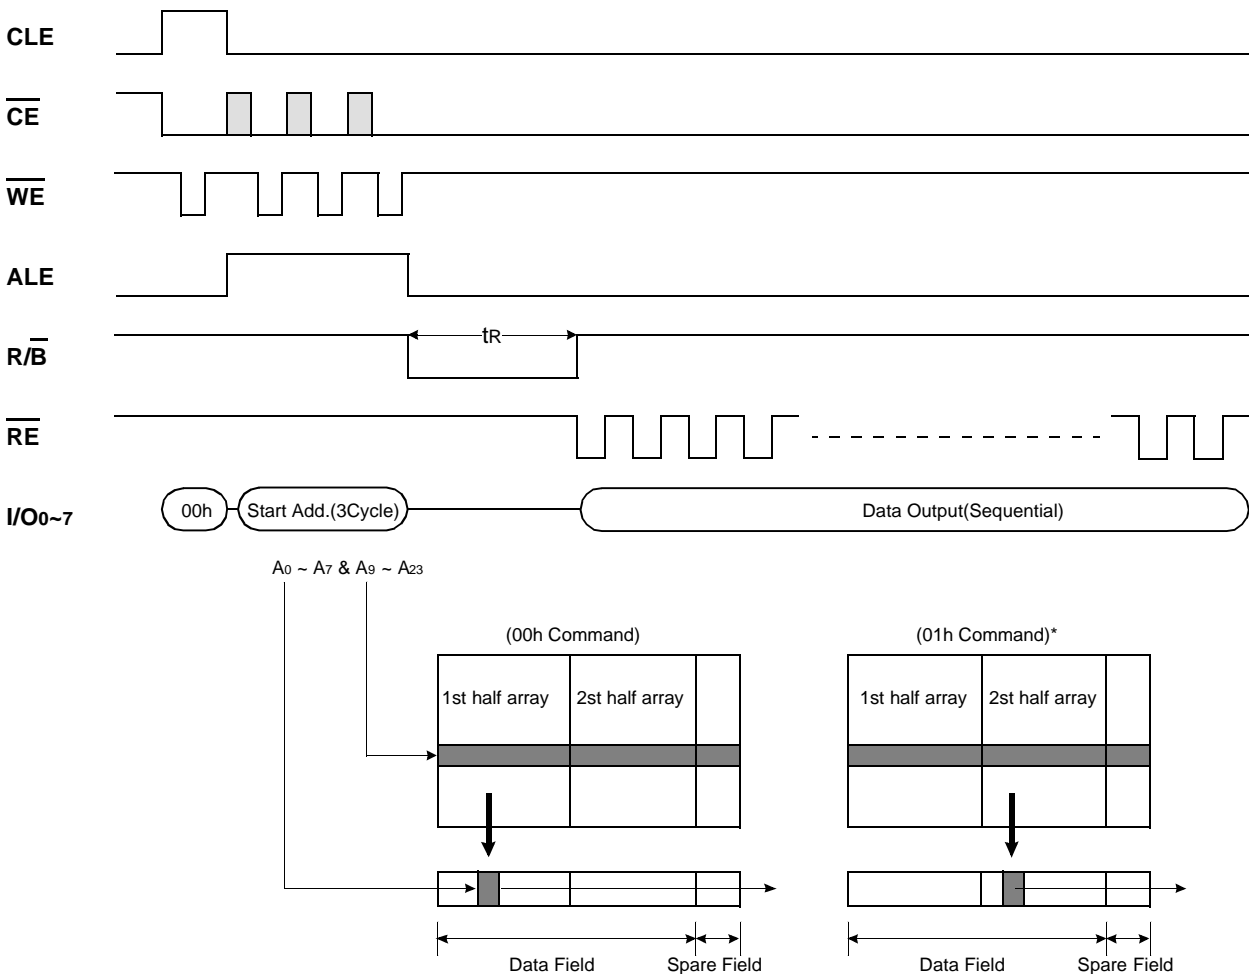 CLE
CE
WE
ALE
R/B
tR
RE
I/O0~7
00h
Start Add.(3Cycle)
Data Output(Sequential)
A0 ~ A7 & A9 ~ A23
(00h Command)
(01h Command)*
1st half array
2st half array
1st half array
2st half array
Data Field
Spare Field
Data Field
Spare Field